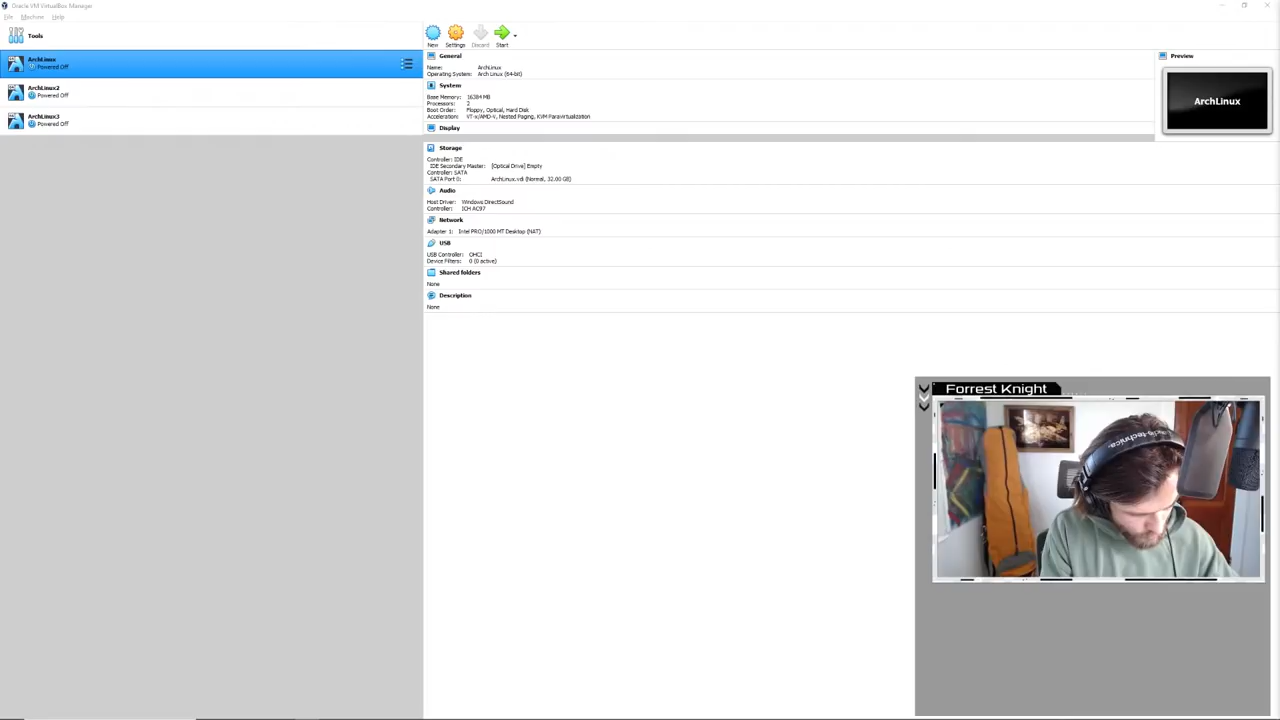 Oracle VM VirtualBox Manager
File Machine Help
Tools
New Settings Discard Start
ArchLinux
Powered Off
ArchLinux2
Powered Off
ArchLinux3
Powered Off
General
Name: ArchLinux
Operating System: Arch Linux (64-bit)
System
Base Memory: 16384 MB
Processors: 2
Boot Order: Floppy, Optical, Hard Disk
Acceleration: VT-x/AMD-V, Nested Paging, KVM Paravirtualization
Display
Preview
ArchLinux
Storage
Controller: IDE
IDE Secondary Master: [Optical Drive] Empty
Controller: SATA
SATA Port 0: ArchLinux.vdi (Normal, 32.00 GB)
Audio
Host Driver: Windows DirectSound
Controller: ICH AC97
Network
Adapter 1: Intel PRO/1000 MT Desktop (NAT)
USB
USB Controller: OHCI
Device Filters: 0 (0 active)
Shared folders
None
Description
None
Forrest Knight